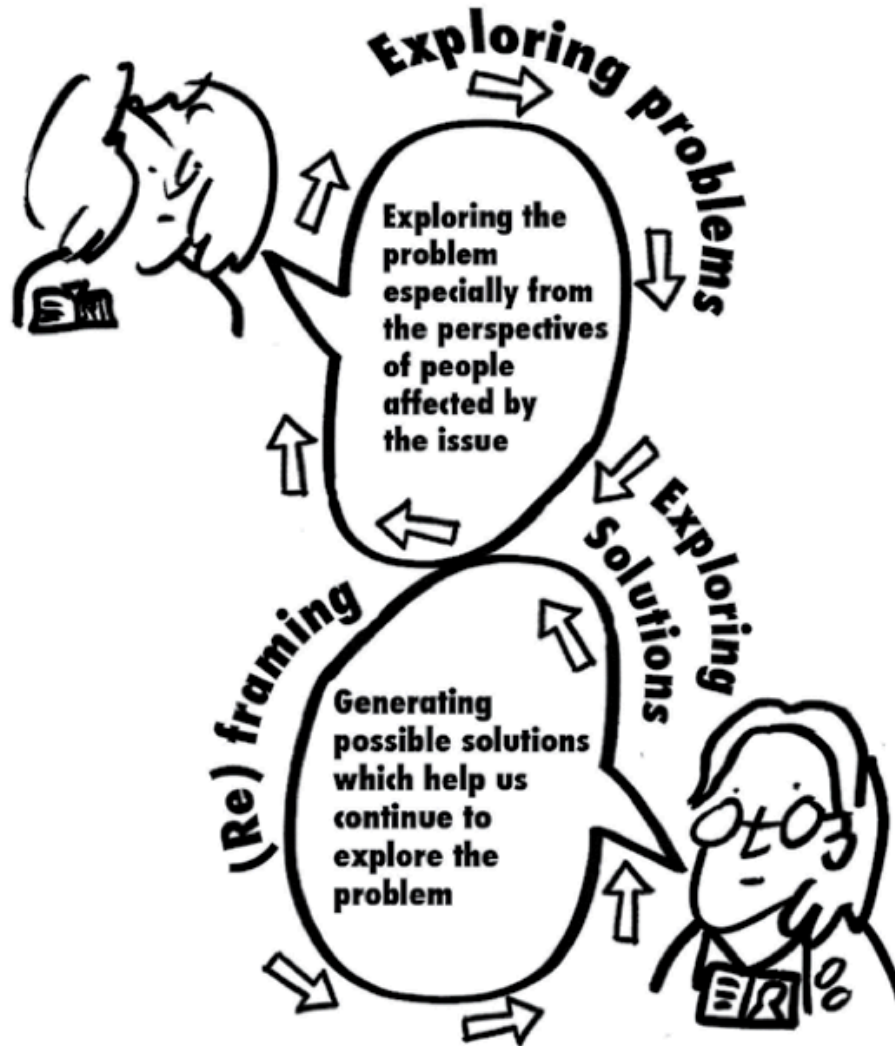 Exploring problems
Exploring the
problem
especially from
the perspectives
of people
affected by
the issue
Exploring
Solutions
(Re) framing
Generating
possible solutions
which help us
continue to
explore the
problem